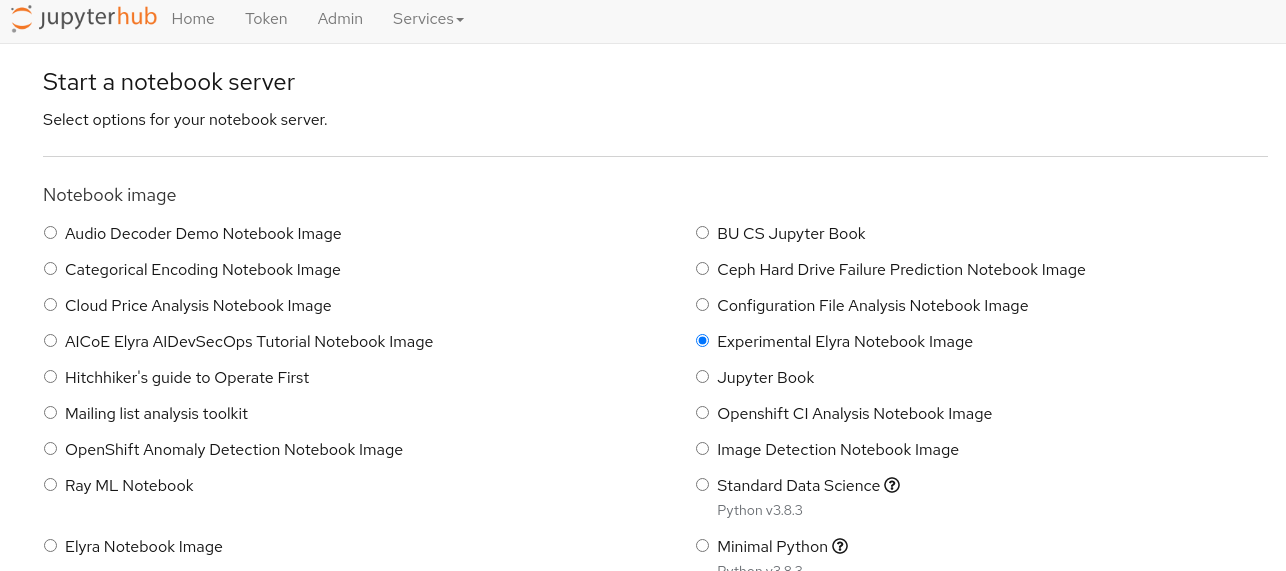 jupyterhub Home Token Admin Services
Start a notebook server
Select options for your notebook server.
Notebook image
Audio Decoder Demo Notebook Image
BU CS Jupyter Book
Categorical Encoding Notebook Image
Ceph Hard Drive Failure Prediction Notebook Image
Cloud Price Analysis Notebook Image
Configuration File Analysis Notebook Image
AICoE Elyra AIDevSecOps Tutorial Notebook Image
Experimental Elyra Notebook Image
Hitchhiker's guide to Operate First
Jupyter Book
Mailing list analysis toolkit
Openshift CI Analysis Notebook Image
OpenShift Anomaly Detection Notebook Image
Image Detection Notebook Image
Ray ML Notebook
Standard Data Science
Python v3.8.3
Elyra Notebook Image
Minimal Python
Python v3.8.3